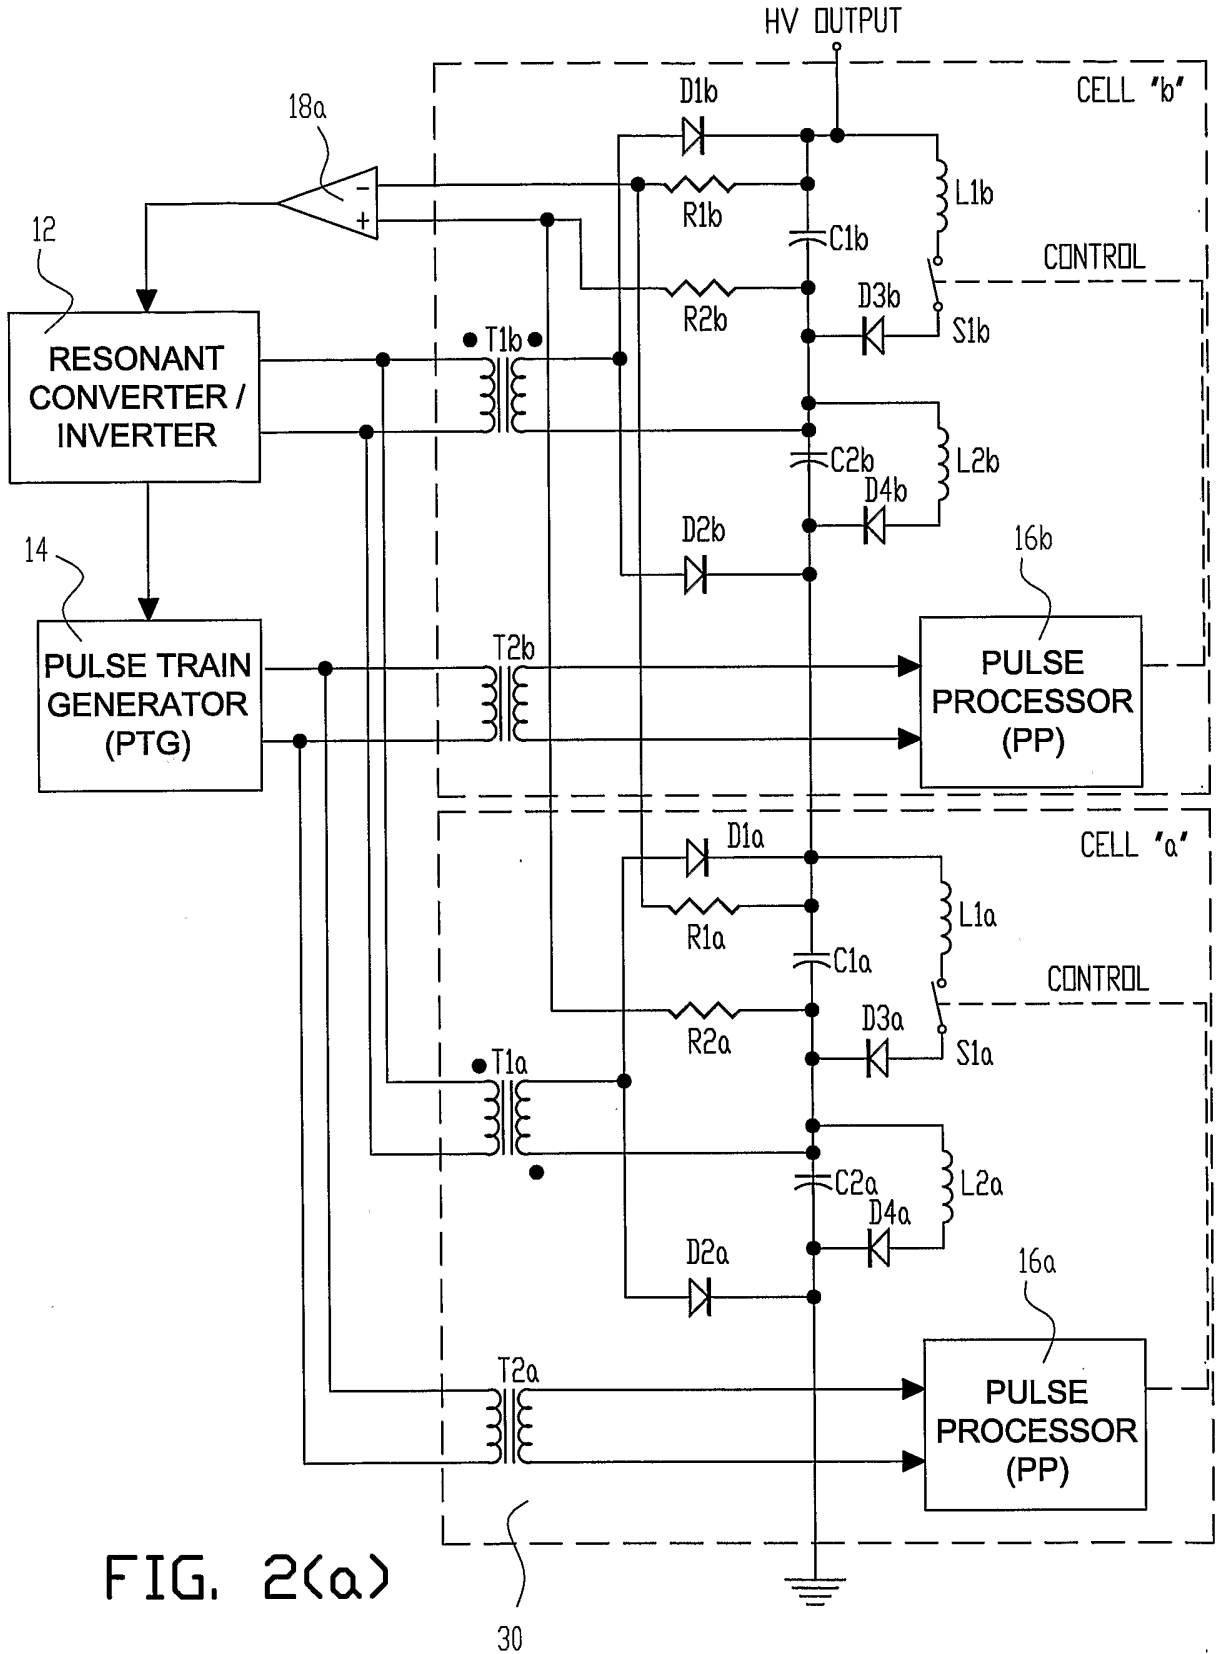 HV OUTPUT
CELL "b"
D1b
18a
-
+
R1b
L1b
12
C1b
CONTROL
D3b
R2b
S1b
T1b
RESONANT
CONVERTER /
INVERTER
C2b
L2b
D4b
D2b
16b
14
T2b
PULSE TRAIN
GENERATOR
(PTG)
PULSE
PROCESSOR
(PP)
D1a
CELL "a"
L1a
R1a
C1a
CONTROL
D3a
R2a
S1a
T1a
C2a
L2a
D4a
D2a
16a
T2a
PULSE
PROCESSOR
(PP)
FIG. 2(a)
30